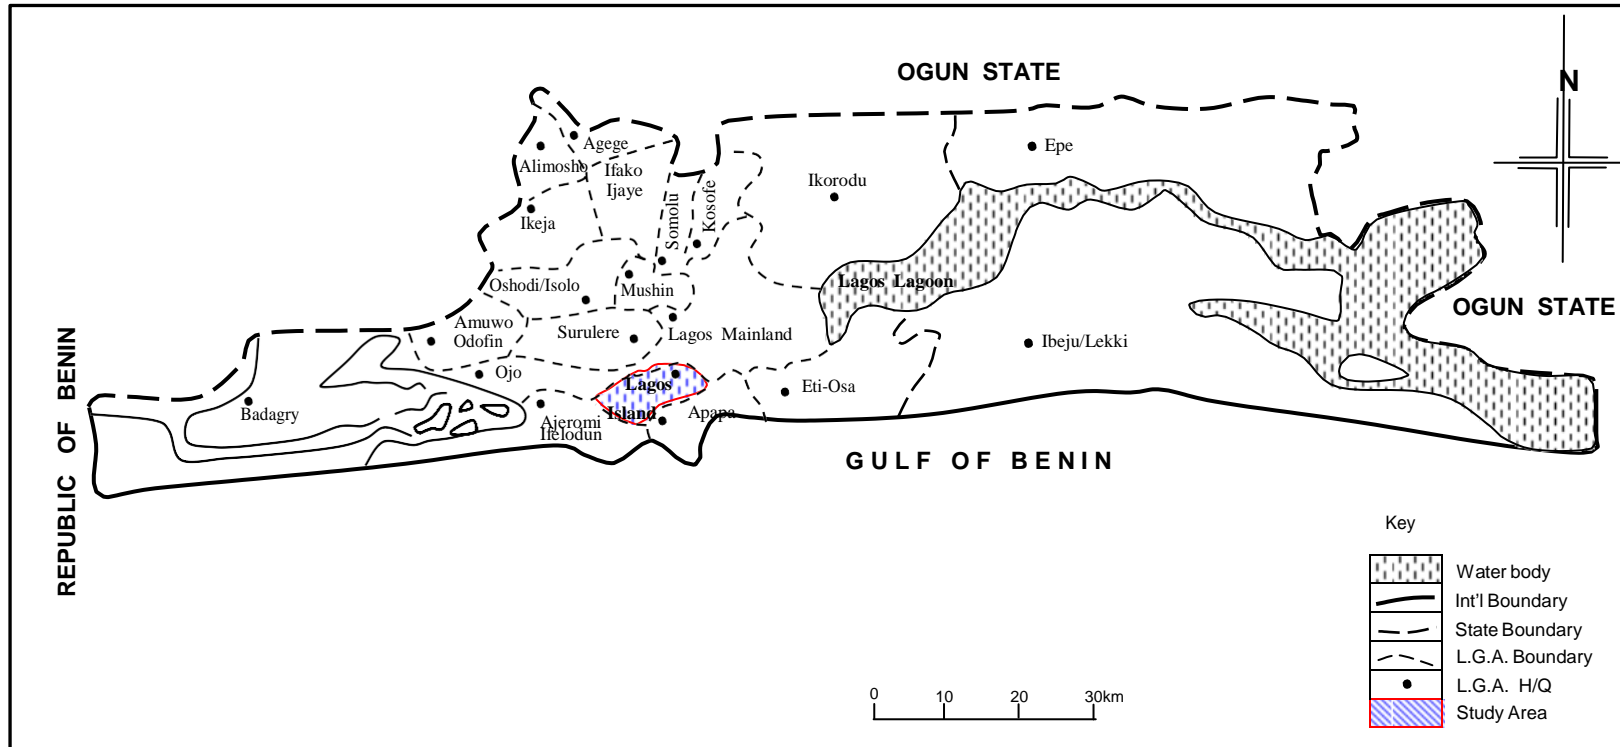 OGUN STATE
N
Agege
Alimosho
Ifako
Ijaye
Epe
Ikorodu
Ikeja
Somolu
Kosofe
Oshodi/Isolo
Mushin
Lagos Lagoon
OGUN STATE
Amuwo
Odofin
Surulere
Lagos Mainland
Ibeju/Lekki
REPUBLIC OF BENIN
Ojo
Lagos
Island
Eti-Osa
Badagry
Apapa
Ajeromi
Ifelodun
GULF OF BENIN
Key
Water body
Int'l Boundary
State Boundary
L.G.A. Boundary
L.G.A. H/Q
Study Area
0 10 20 30km